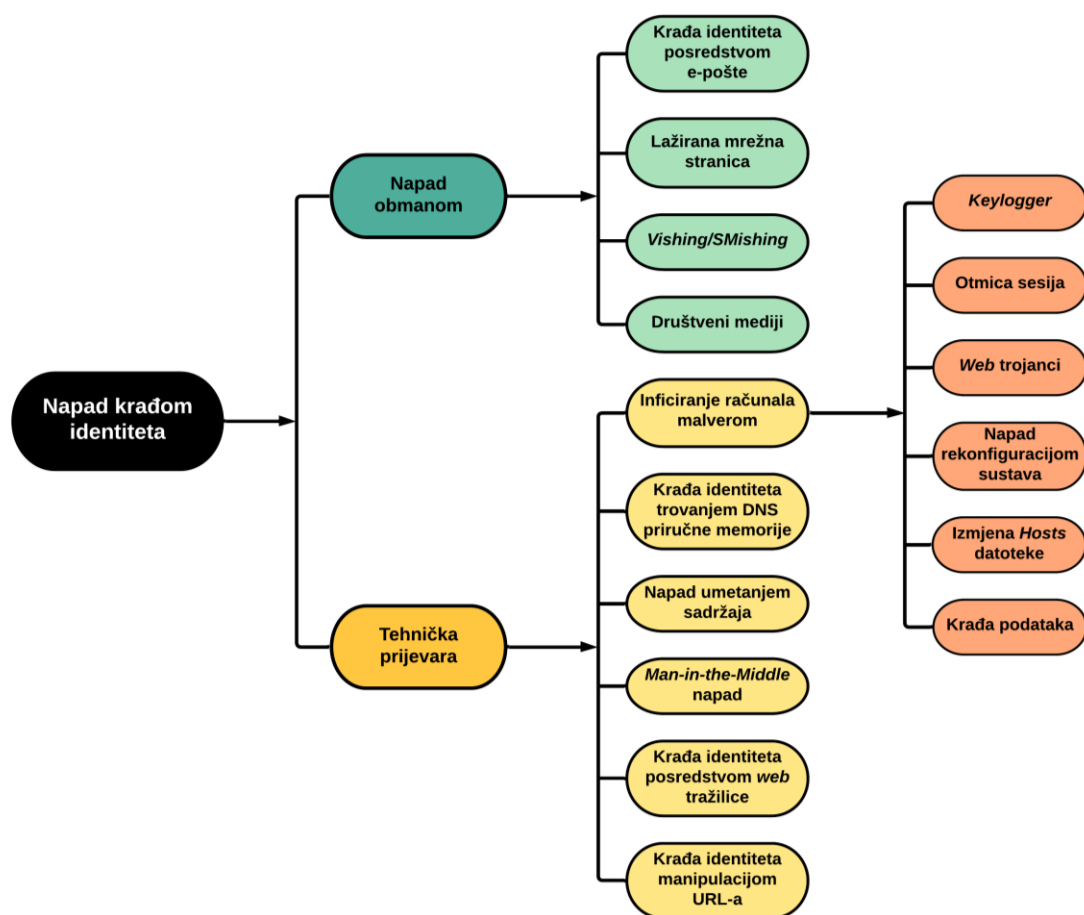 Napad krađom
identiteta
Napad
obmanom
Tehnička
prijevara
Krađa identiteta
posredstvom
e-pošte
Lažirana mrežna
stranica
Vishing/SMishing
Društveni mediji
Inficiranje računala
malverom
Krađa identiteta
trovanjem DNS
priručne memorije
Napad umetanjem
sadržaja
Man-in-the-Middle
napad
Krađa identiteta
posredstvom web
tražilice
Krađa identiteta
manipulacijom
URL-a
Keylogger
Otmica sesija
Web trojanci
Napad
rekonfiguracijom
sustava
Izmjena Hosts
datoteke
Krađa podataka